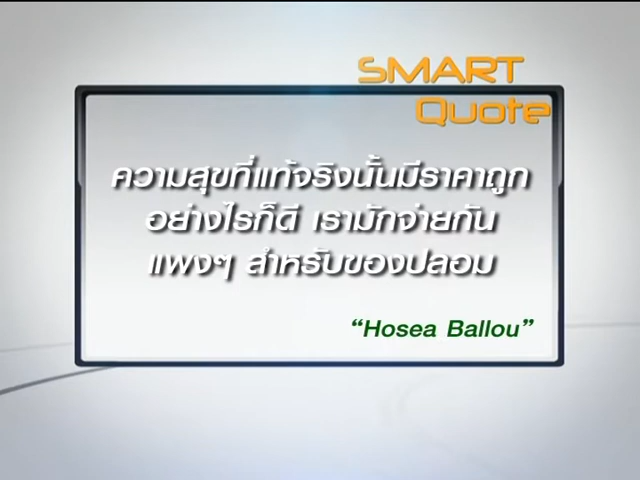 SMART
Quote
ความสุขที่แท้จริงนั้นมีราคาถูก
อย่างไรก็ดี เรามักจ่ายกัน
แพงๆ สำหรับของปลอม
“Hosea Ballou”